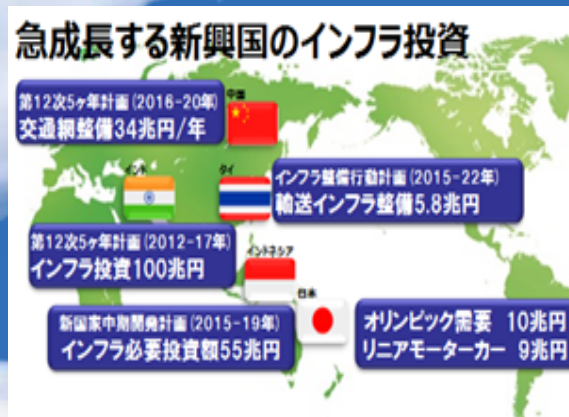 急成長する新興国のインフラ投資
中国
第12次5ヶ年計画(2016-20年)
交通網整備34兆円/年
インド
タイ
インフラ整備行動計画(2015-22年)
輸送インフラ整備5.8兆円
第12次5ヶ年計画(2012-17年)
インフラ投資100兆円
インドネシア
新国家中期開発計画(2015-19年)
インフラ必要投資額55兆円
日本
オリンピック需要 10兆円
リニアモーターカー 9兆円